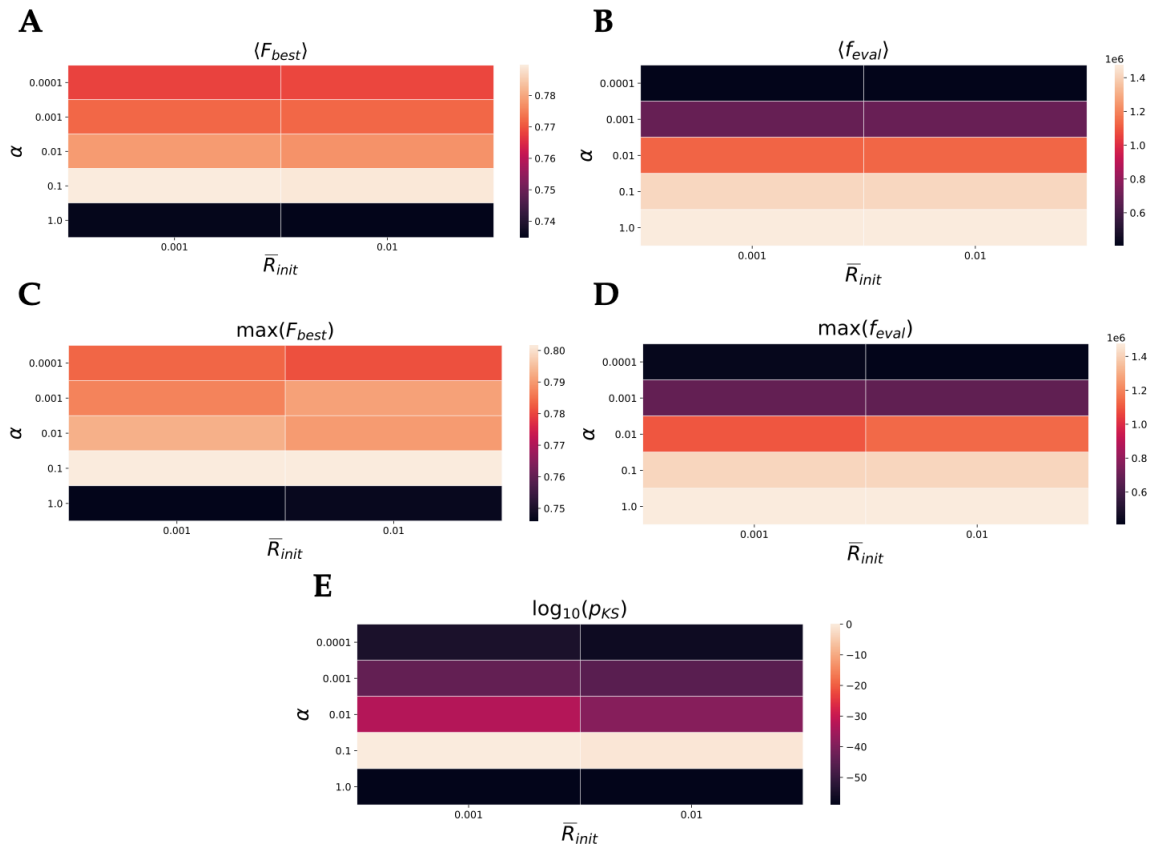 A
⟨F_best⟩
0.0001
0.001
0.01
0.1
1.0
α
0.001
0.01
R̅_init
0.78
0.77
0.76
0.75
0.74
B
⟨f_eval⟩
1e6
0.0001
0.001
0.01
0.1
1.0
α
0.001
0.01
R̅_init
1.4
1.2
1.0
0.8
0.6
C
max(F_best)
0.0001
0.001
0.01
0.1
1.0
α
0.001
0.01
R̅_init
0.80
0.79
0.78
0.77
0.76
0.75
D
max(f_eval)
1e6
0.0001
0.001
0.01
0.1
1.0
α
0.001
0.01
R̅_init
1.4
1.2
1.0
0.8
0.6
E
log₁₀(p_KS)
0.0001
0.001
0.01
0.1
1.0
α
0.001
0.01
R̅_init
0
−10
−20
−30
−40
−50